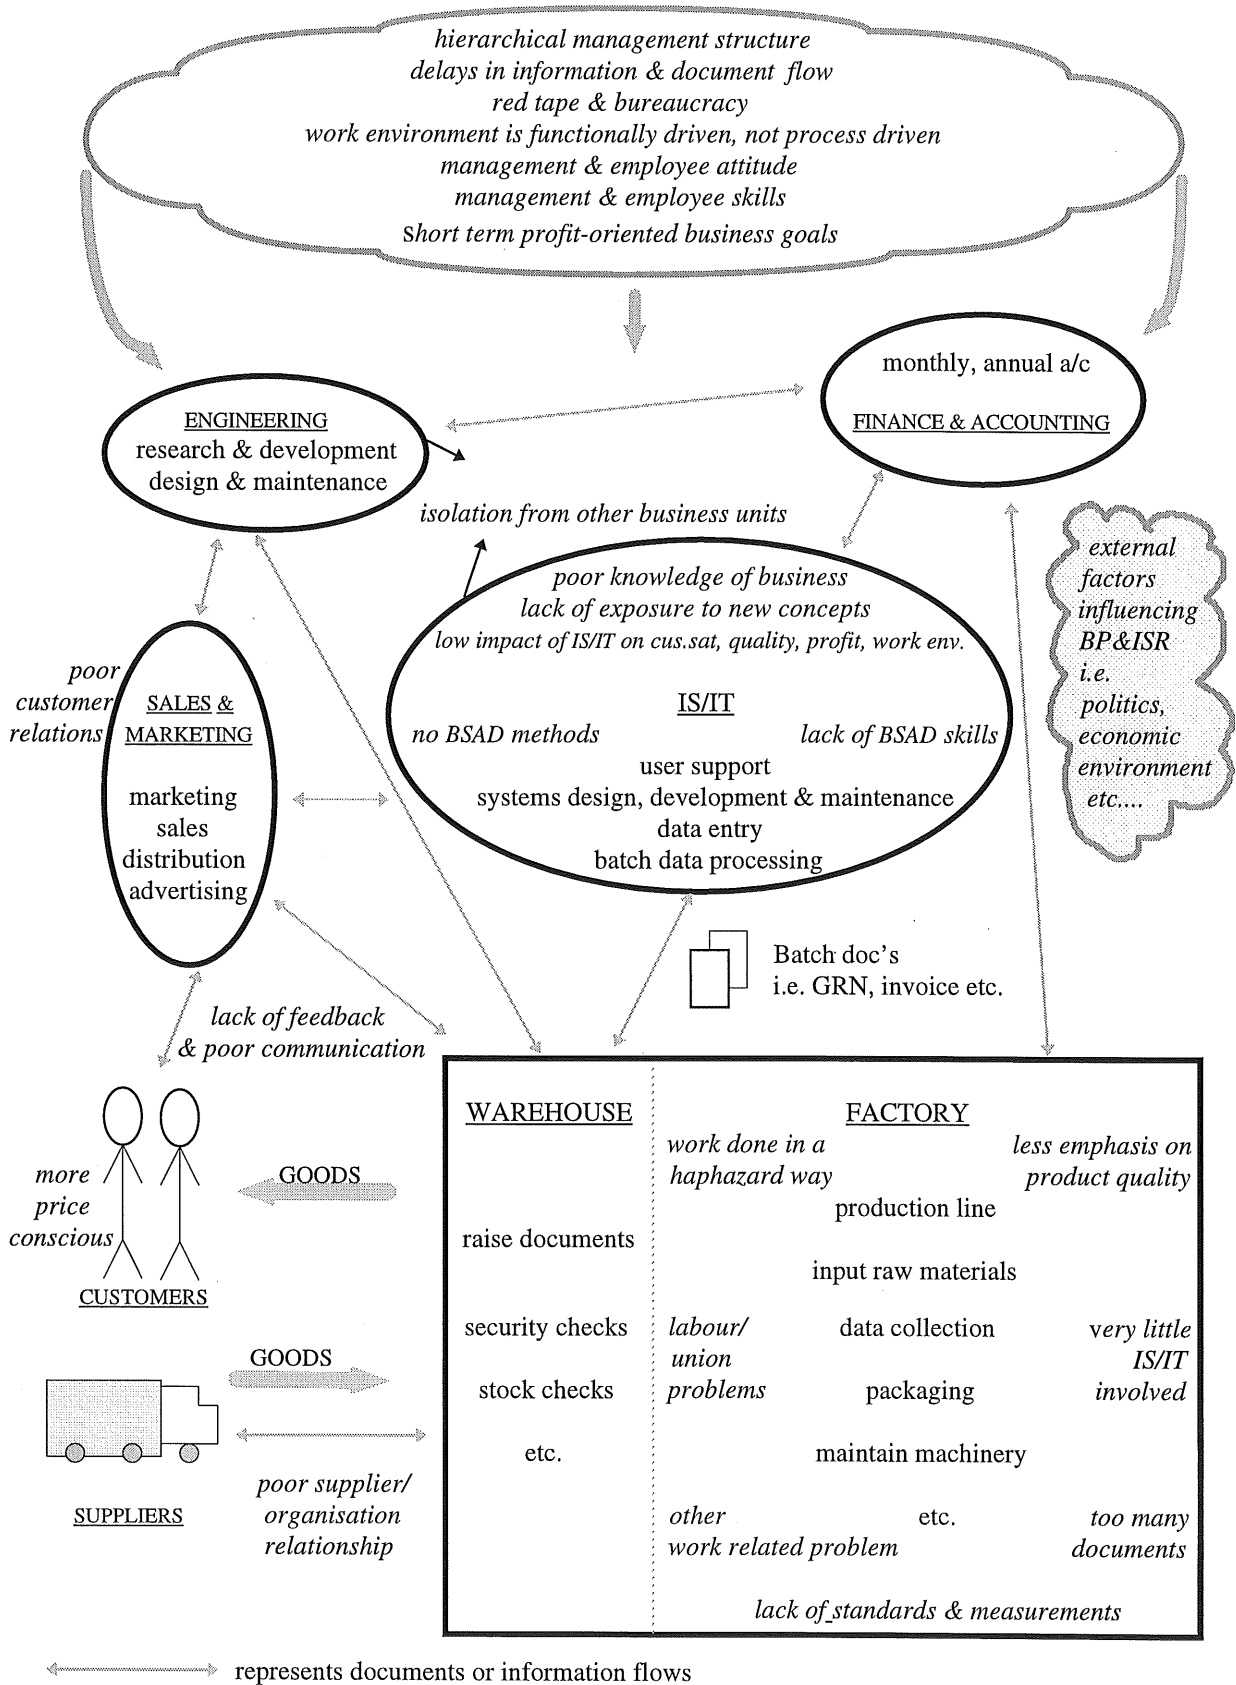 hierarchical management structure
delays in information & document flow
red tape & bureaucracy
work environment is functionally driven, not process driven
management & employee attitude
management & employee skills
short term profit-oriented business goals
monthly, annual a/c
FINANCE & ACCOUNTING
ENGINEERING
research & development
design & maintenance
isolation from other business units
external
factors
influencing
BP&ISR
i.e.
politics,
economic
environment
etc....
poor knowledge of business
lack of exposure to new concepts
low impact of IS/IT on cus.sat, quality, profit, work env.
IS/IT
no BSAD methods
lack of BSAD skills
user support
systems design, development & maintenance
data entry
batch data processing
poor
customer
relations
SALES &
MARKETING
marketing
sales
distribution
advertising
Batch doc's
i.e. GRN, invoice etc.
lack of feedback
& poor communication
more
price
conscious
CUSTOMERS
GOODS
GOODS
SUPPLIERS
poor supplier/
organisation
relationship
WAREHOUSE
raise documents
security checks
stock checks
etc.
FACTORY
work done in a
haphazard way
less emphasis on
product quality
production line
input raw materials
labour/
union
problems
data collection
packaging
very little
IS/IT
involved
maintain machinery
other
work related problem
etc.
too many
documents
lack of standards & measurements
represents documents or information flows